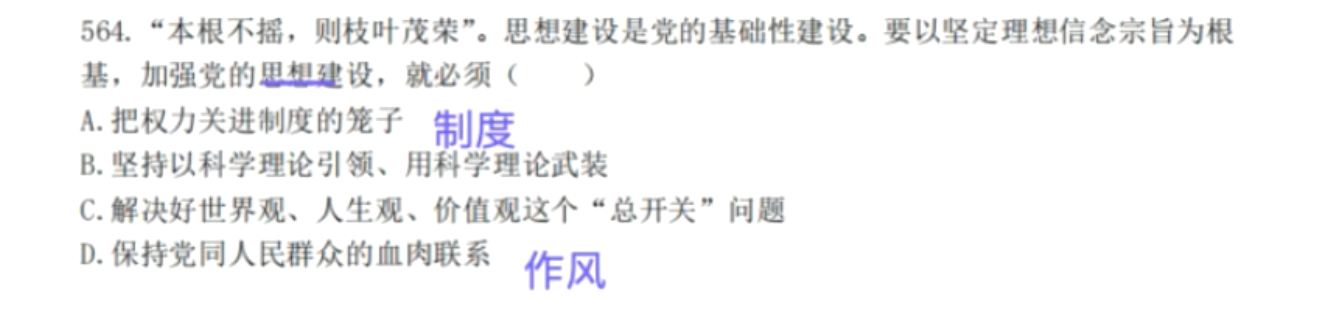 564.“本根不摇，则枝叶茂荣”。思想建设是党的基础性建设。要以坚定理想信念宗旨为根
基，加强党的思想建设，就必须（  ）
A.把权力关进制度的笼子 制度
B.坚持以科学理论引领、用科学理论武装
C.解决好世界观、人生观、价值观这个“总开关”问题
D.保持党同人民群众的血肉联系 作风